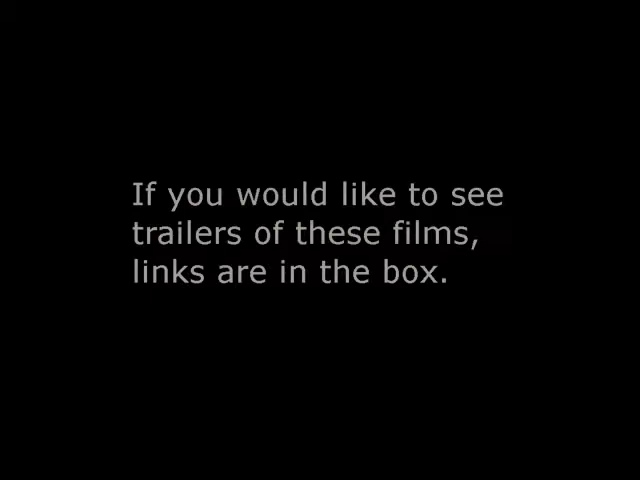 If you would like to see
trailers of these films,
links are in the box.